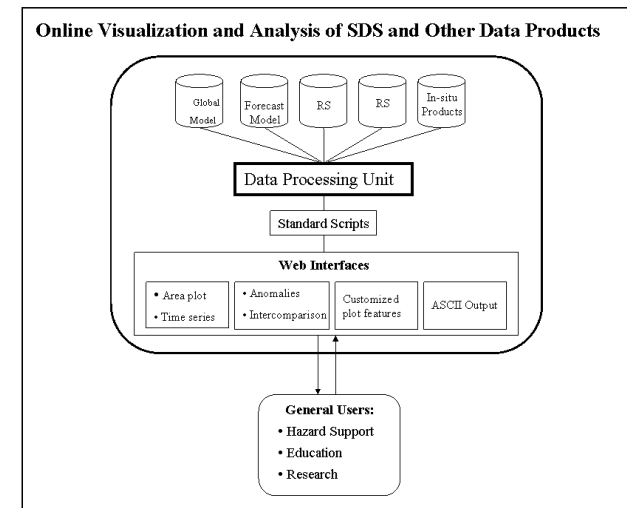 Online Visualization and Analysis of SDS and Other Data Products
Global
Model
Forecast
Model
RS
RS
In-situ
Products
Data Processing Unit
Standard Scripts
Web Interfaces
• Area plot
• Time series
• Anomalies
• Intercomparison
Customized
plot features
ASCII Output
General Users:
• Hazard Support
• Education
• Research